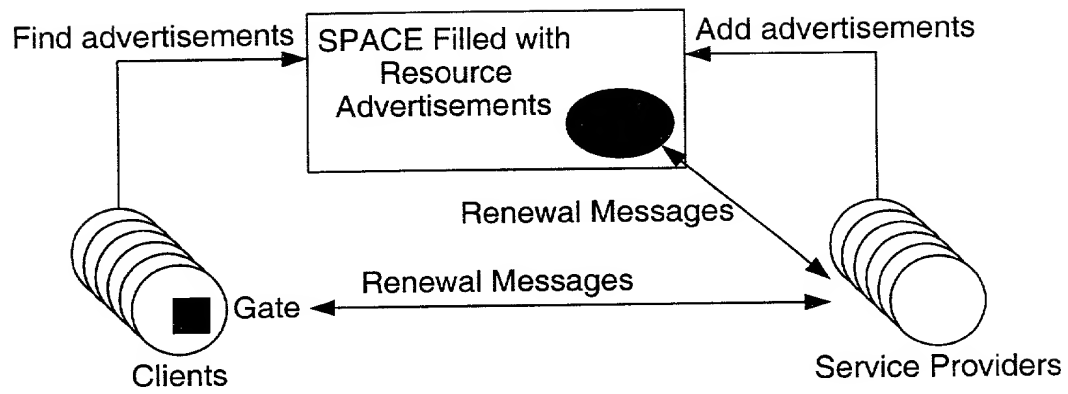 Find advertisements
SPACE Filled with
Resource
Advertisements
Add advertisements
Renewal Messages
Renewal Messages
Gate
Clients
Service Providers